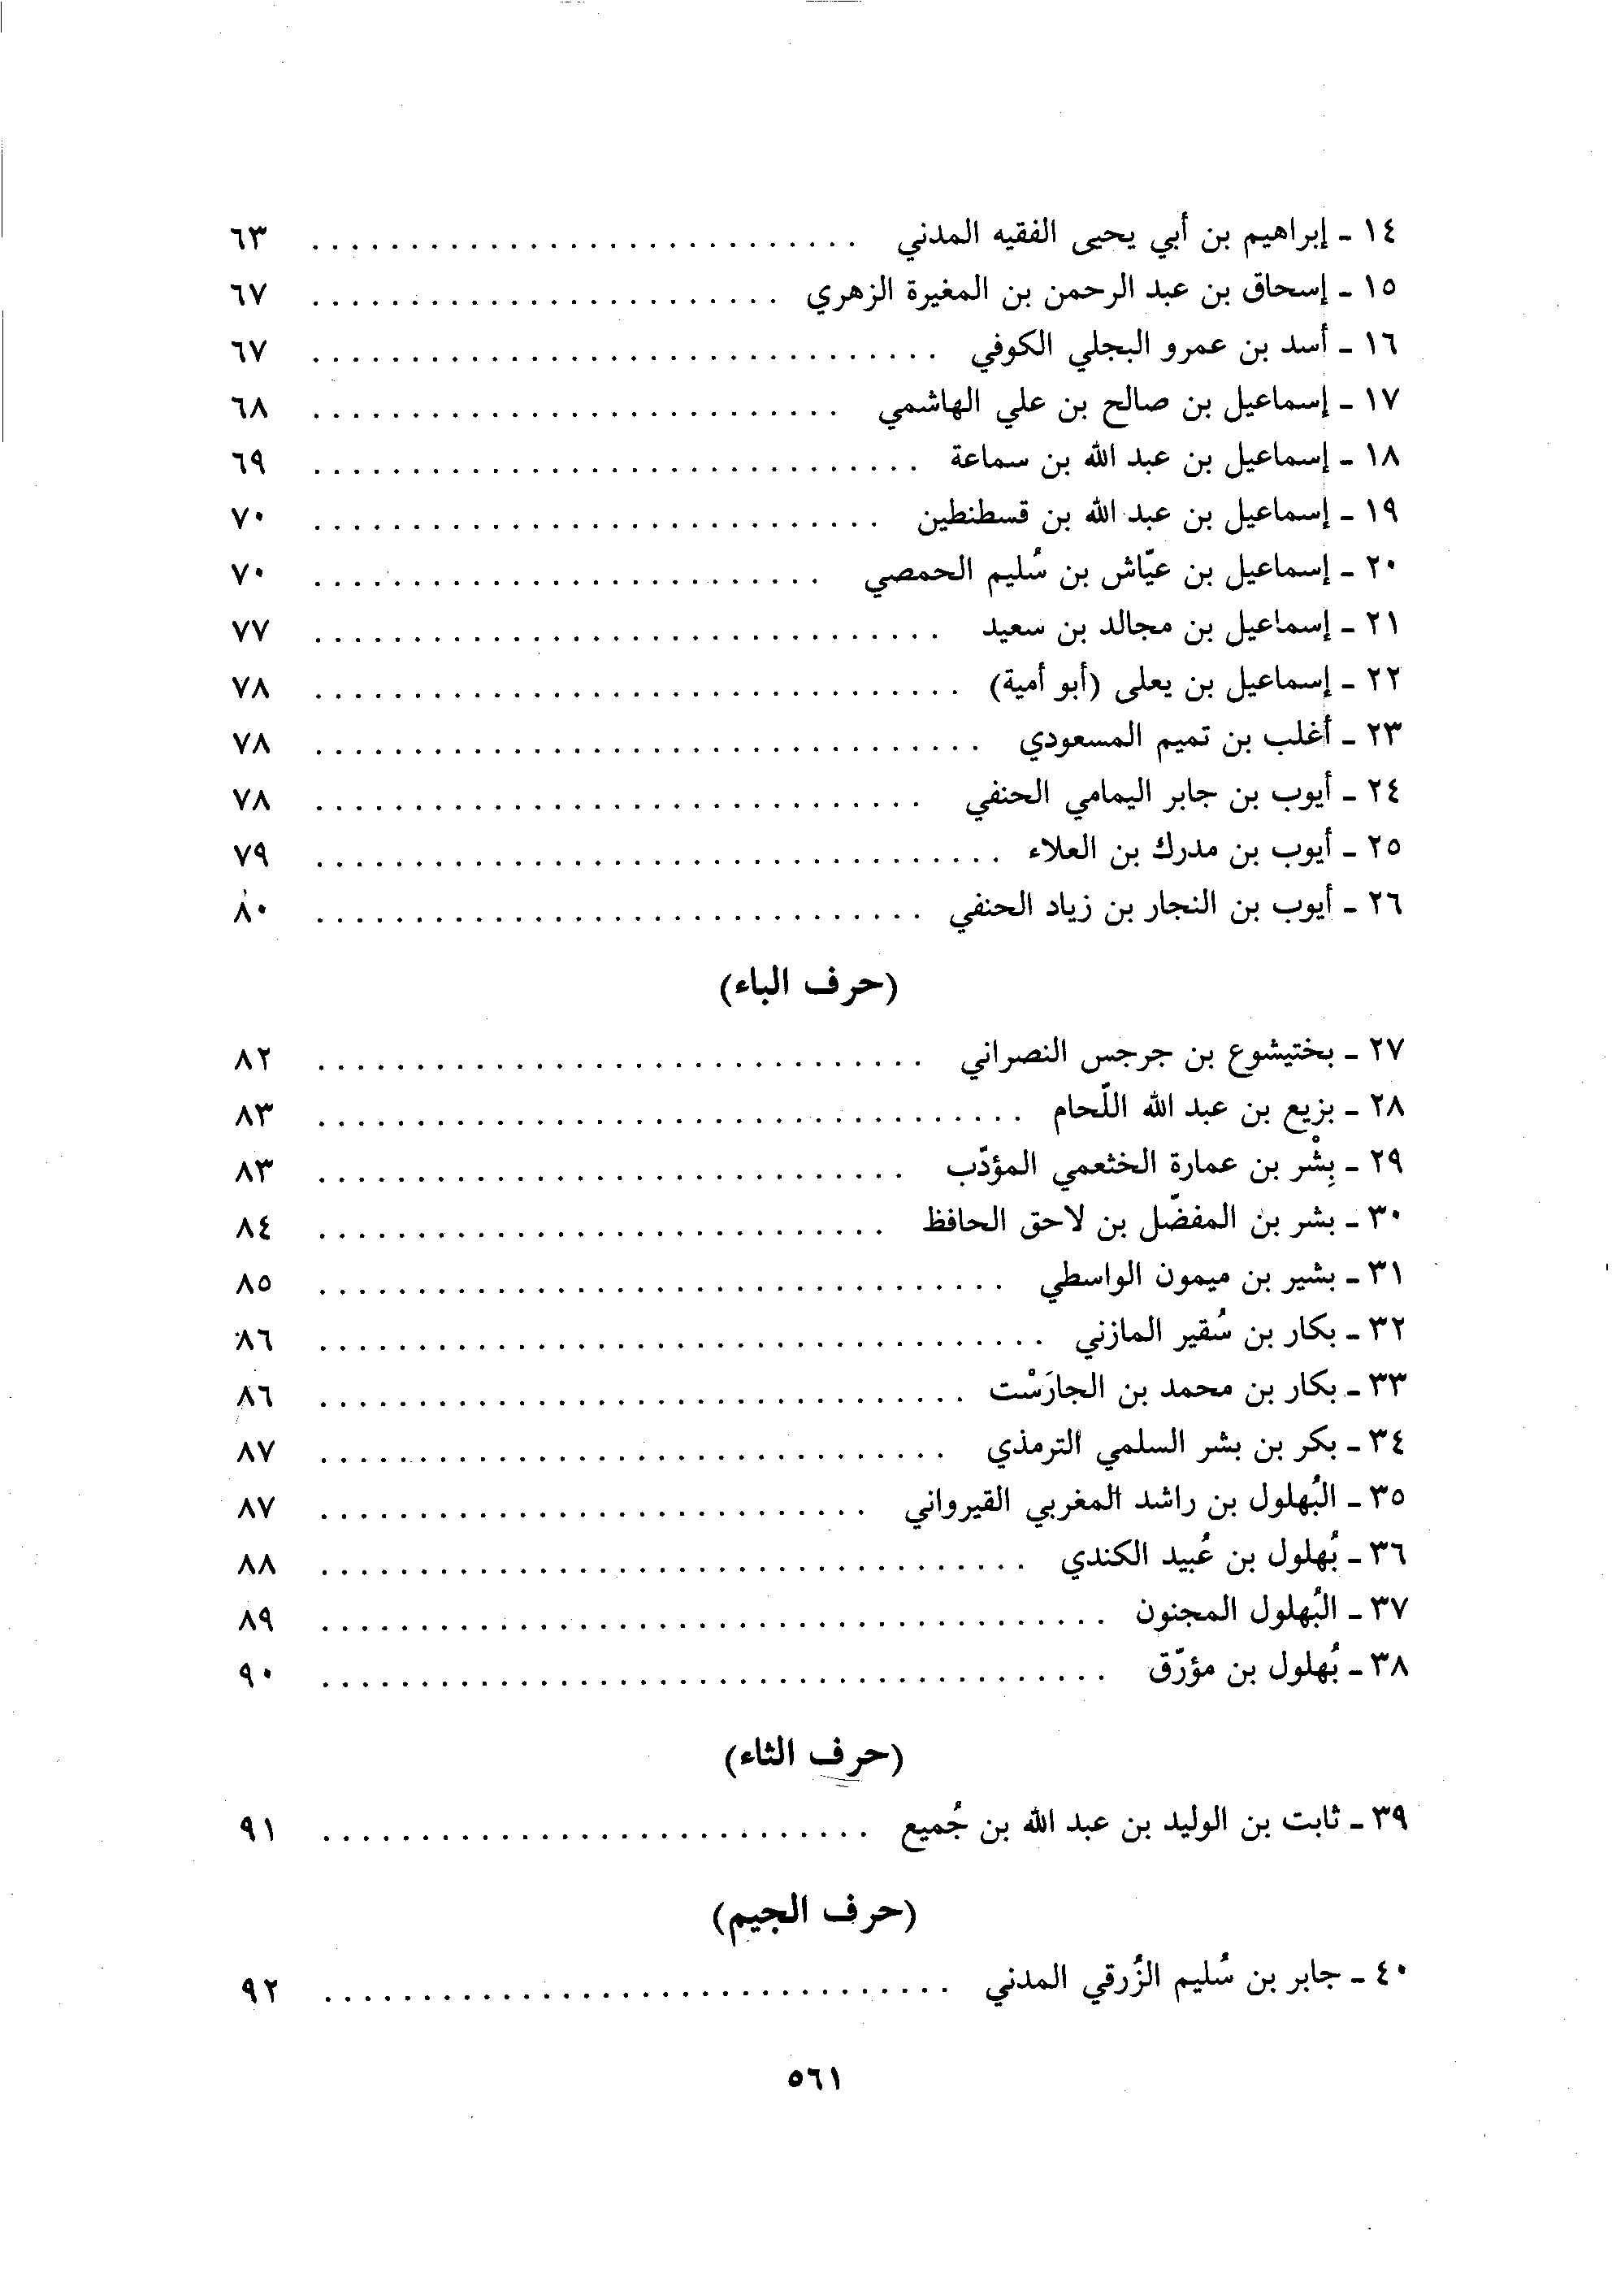 ١٤ - إبراهيم بن أبي يحيى الفقيه المدني ............................ ٦٣
١٥ - إسحاق بن عبد الرحمن بن المغيرة الزهري ........................ ٦٧
١٦ - أسد بن عمرو البجلي الكوفي ................................ ٦٧
١٧ - إسماعيل بن صالح بن علي الهاشمي ........................... ٦٨
١٨ - إسماعيل بن عبد الله بن سماعة ............................... ٦٩
١٩ - إسماعيل بن عبد الله بن قسطنطين ............................. ٧٠
٢٠ - إسماعيل بن عيّاش بن سُليم الحمصي .......................... ٧٠
٢١ - إسماعيل بن مجالد بن سعيد ................................ ٧٧
٢٢ - إسماعيل بن يعلى (أبو أمية) ................................. ٧٨
٢٣ - أغلب بن تميم المسعودي .................................. ٧٨
٢٤ - أيوب بن جابر اليمامي الحنفي ............................... ٧٨
٢٥ - أيوب بن مدرك بن العلاء ................................... ٧٩
٢٦ - أيوب بن النجار بن زياد الحنفي ............................... ٨٠
(حرف الباء)
٢٧ - بختيشوع بن جرجس النصراني ............................... ٨٢
٢٨ - بزيع بن عبد الله اللّحام .................................... ٨٣
٢٩ - بِشْر بن عمارة الخثعمي المؤدّب .............................. ٨٣
٣٠ - بشر بن المفضّل بن لاحق الحافظ ............................. ٨٤
٣١ - بشير بن ميمون الواسطي ................................... ٨٥
٣٢ - بكار بن سُقير المازني ..................................... ٨٦
٣٣ - بكار بن محمد بن الجارَسْت ................................. ٨٦
٣٤ - بكر بن بشر السلمي الترمذي ................................ ٨٧
٣٥ - البُهلول بن راشد المغربي القيرواني ............................ ٨٧
٣٦ - بُهلول بن عُبيد الكندي .................................... ٨٨
٣٧ - البُهلول المجنون ........................................ ٨٩
٣٨ - بُهلول بن مؤرّق ........................................ ٩٠
(حرف الثاء)
٣٩ - ثابت بن الوليد بن عبد الله بن جُميع ............................ ٩١
(حرف الجيم)
٤٠ - جابر بن سُليم الزُرقي المدني ................................ ٩٢
٥٦١